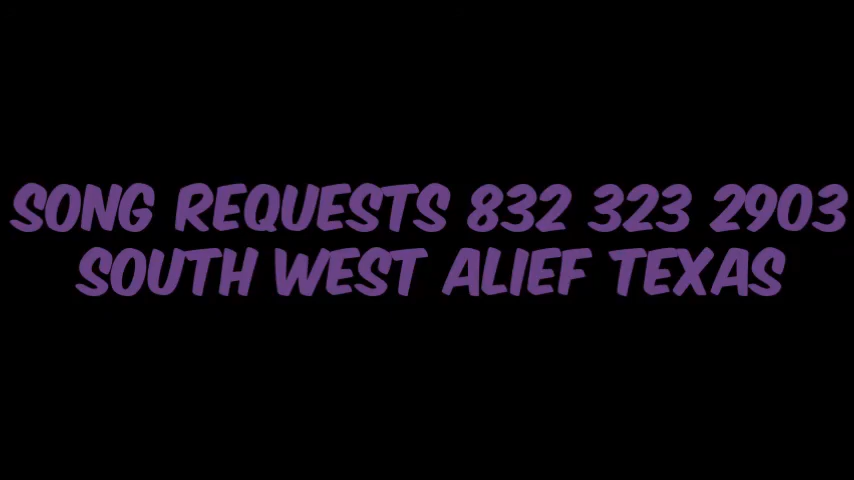 SONG REQUESTS 832 323 2903
SOUTH WEST ALIEF TEXAS